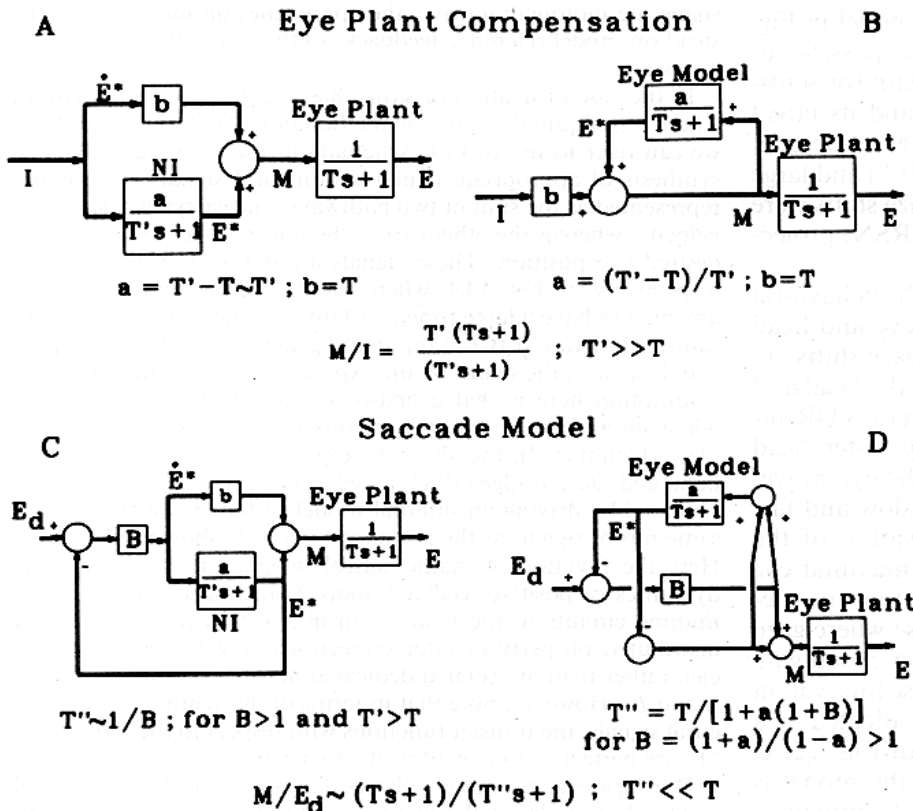 A
Eye Plant Compensation
B
Ė*
b
+
+
Eye Plant
I
NI
a
T's+1
E*
M
1
Ts+1
E
a = T'-T~T' ; b=T
Eye Model
a
Ts+1
+
E*
I
b
+
M
Eye Plant
1
Ts+1
E
a = (T'-T)/T' ; b=T
M/I = T' (Ts+1)
(T's+1)
; T'>>T
C
Saccade Model
D
Ė*
b
Eye Plant
Ed
+
-
B
a
T's+1
NI
E*
M
1
Ts+1
E
T''~1/B ; for B>1 and T'>T
Eye Model
a
Ts+1
+
+
E*
Ed
+
B
-
+
+
Eye Plant
M
1
Ts+1
E
T'' = T/[1+a(1+B)]
for B = (1+a)/(1-a) >1
M/Ed~ (Ts+1)/(T''s+1) ; T'' << T